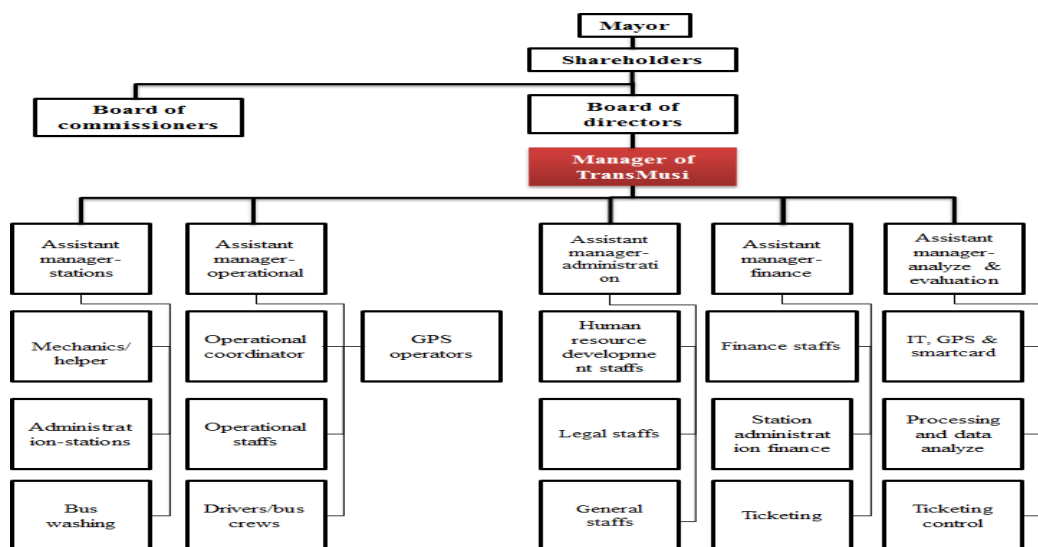 Mayor
Shareholders
Board of
commissioners
Board of
directors
Manager of
TransMusi
Assistant
manager-
stations
Assistant
manager-
operational
Assistant
manager-
administrati
on
Assistant
manager-
finance
Assistant
manager-
analyze & 
evaluation
Mechanics/
helper
Operational
coordinator
GPS
operators
Human
resource
developme
nt staffs
Finance staffs
IT, GPS &
smartcard
Administrat
ion-stations
Operational
staffs
Legal staffs
Station
administrat
ion finance
Processing
and data
analyze
Bus
washing
Drivers/bus
crews
General
staffs
Ticketing
Ticketing
control